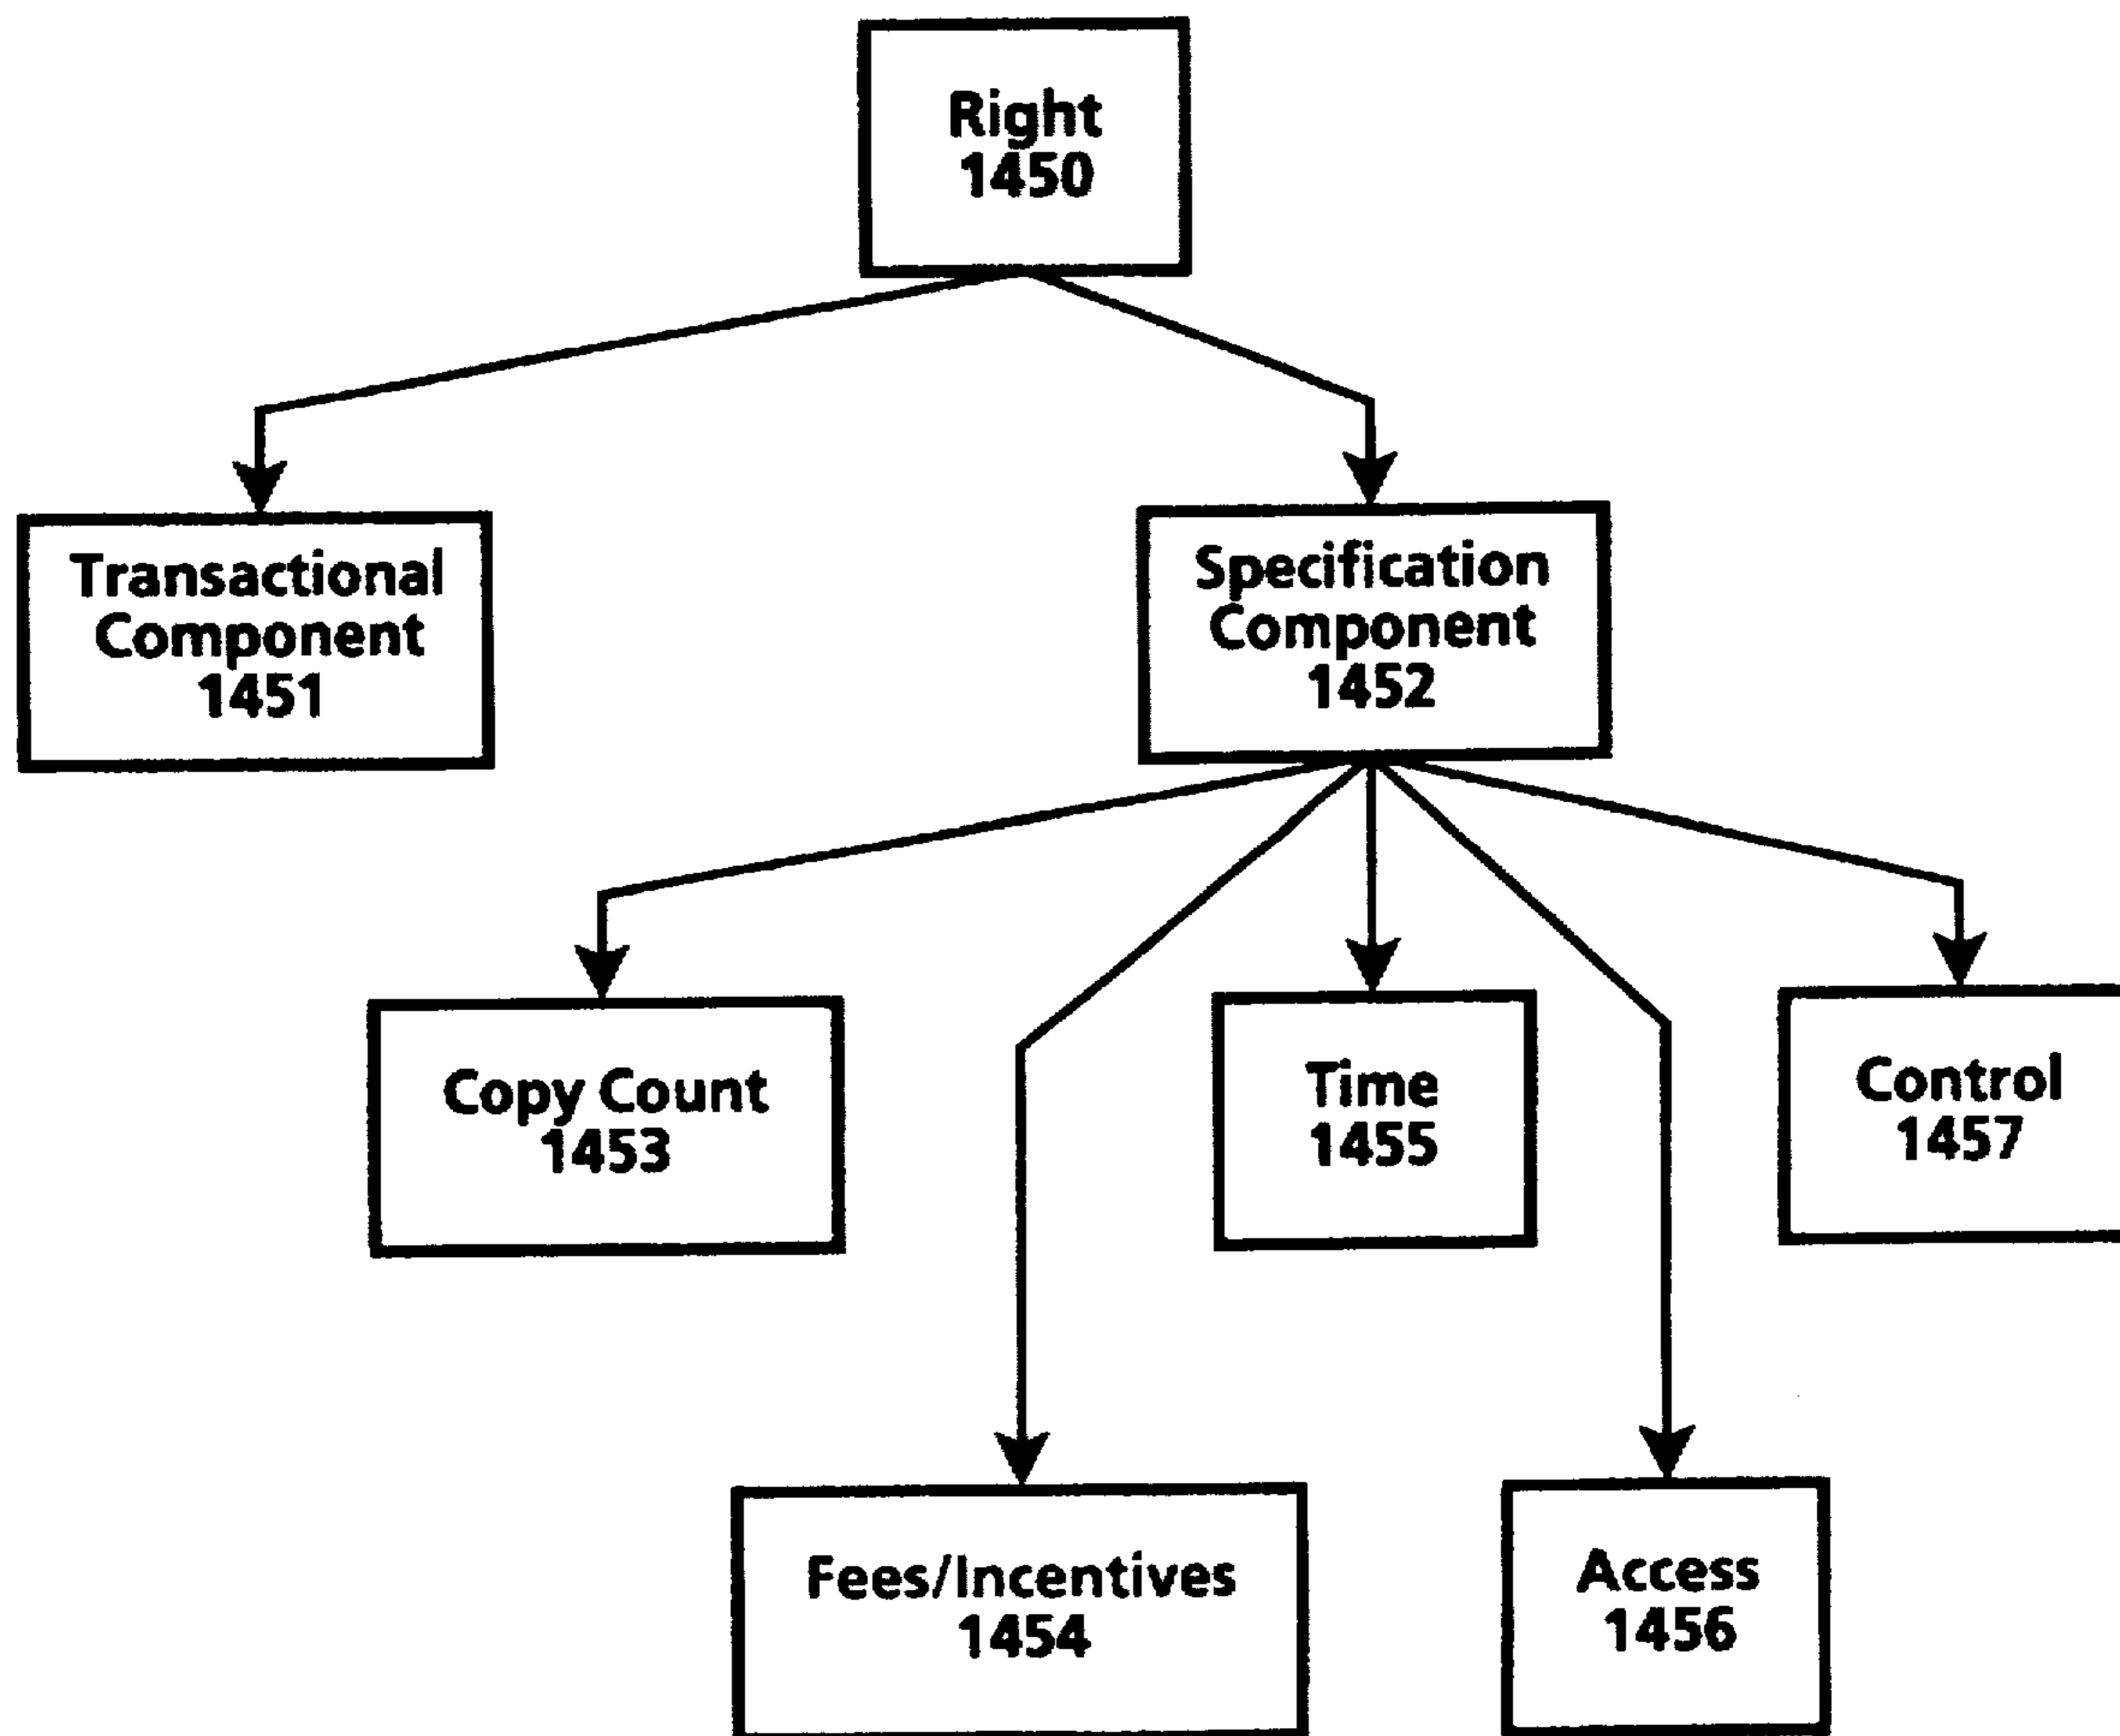 Right
1450
Transactional
Component
1451
Specification
Component
1452
Copy Count
1453
Time
1455
Control
1457
Fees/Incentives
1454
Access
1456